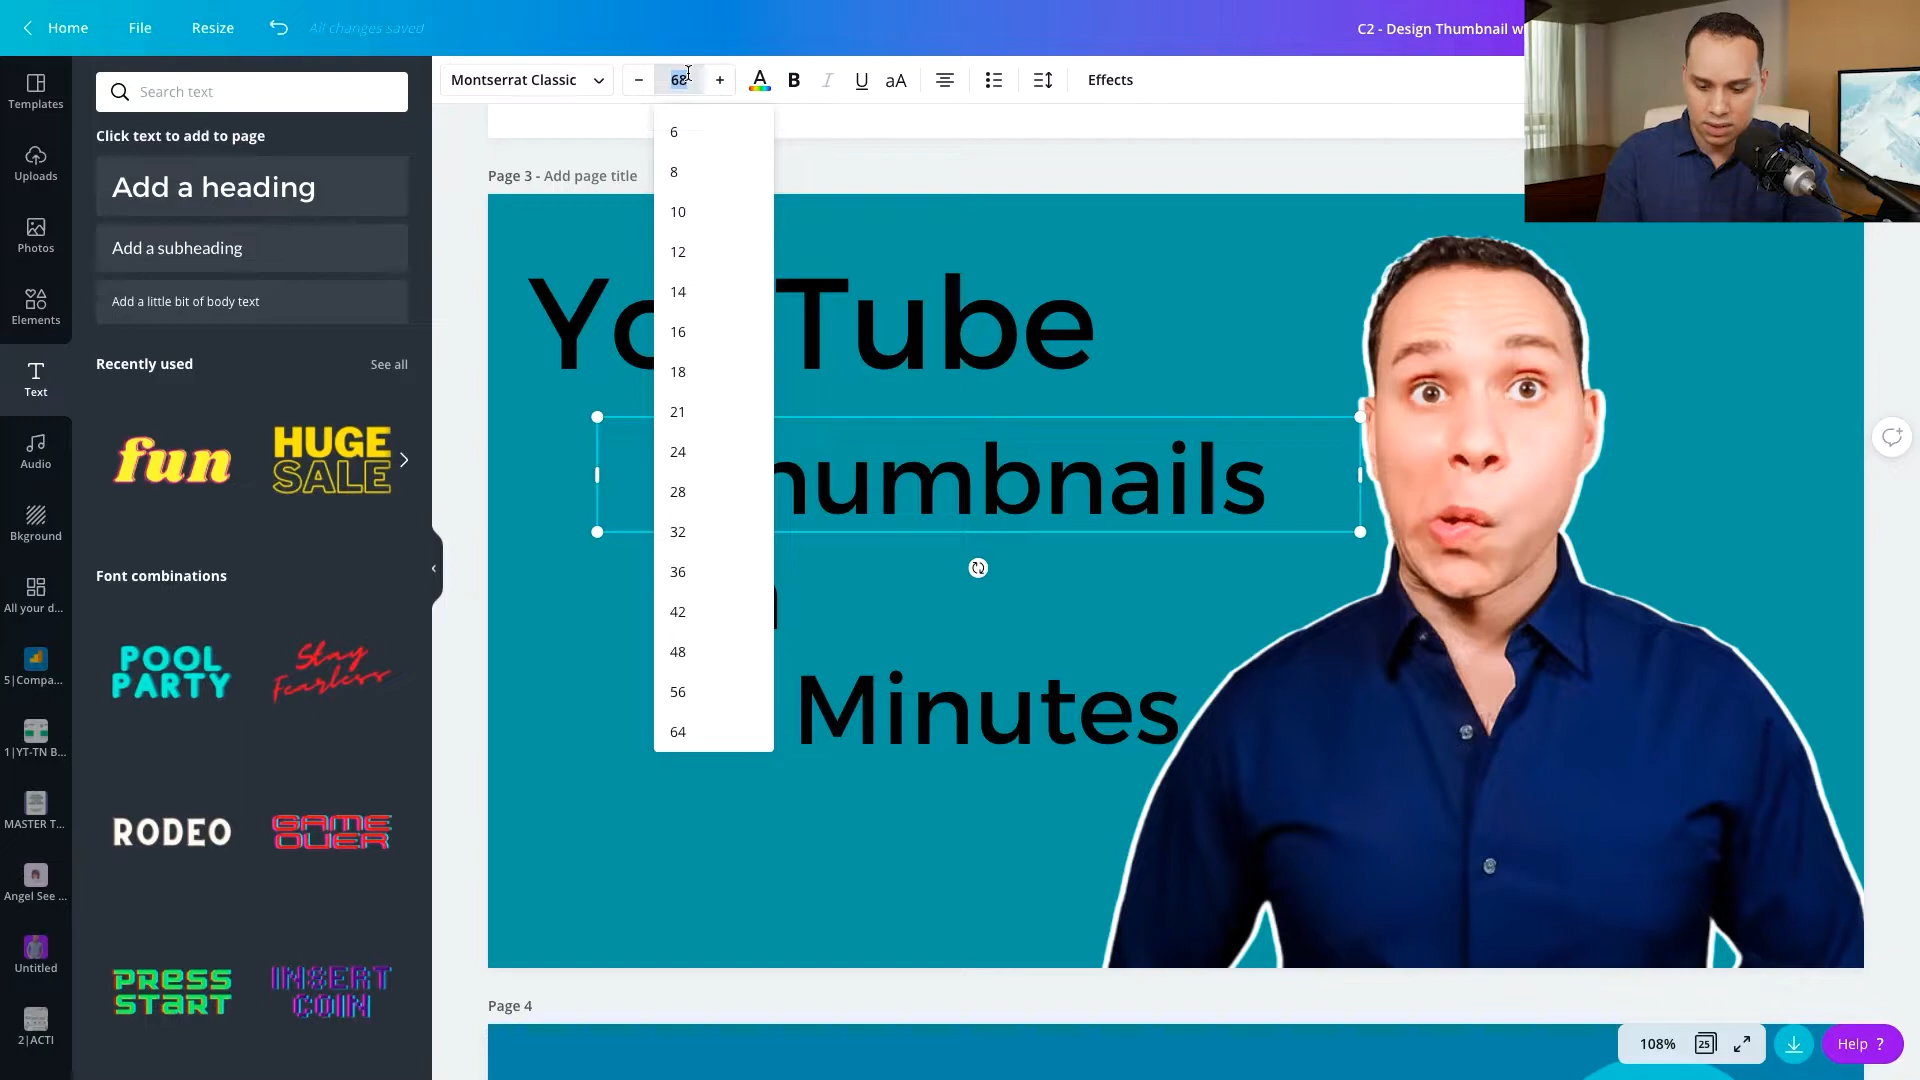 Home File Resize All changes saved C2 - Design Thumbnail w
Templates
Uploads
Photos
Elements
Text
Audio
Bkground
All your d...
5|Compa...
1|YT-TN B...
MASTER T...
Angel See ...
Untitled
2|ACTI
Search text
Click text to add to page
Add a heading
Add a subheading
Add a little bit of body text
Recently used See all
fun
HUGE
SALE
Font combinations
POOL
PARTY
Stay
Fearless
RODEO
GAME
OVER
PRESS
START
INSERT
COIN
Montserrat Classic − 68 + A B I U aA Effects
6
8
10
12
14
16
18
21
24
28
32
36
42
48
56
64
Page 3 - Add page title
Yo Tube
humbnails
Minutes
Page 4
108% 25 Help ?